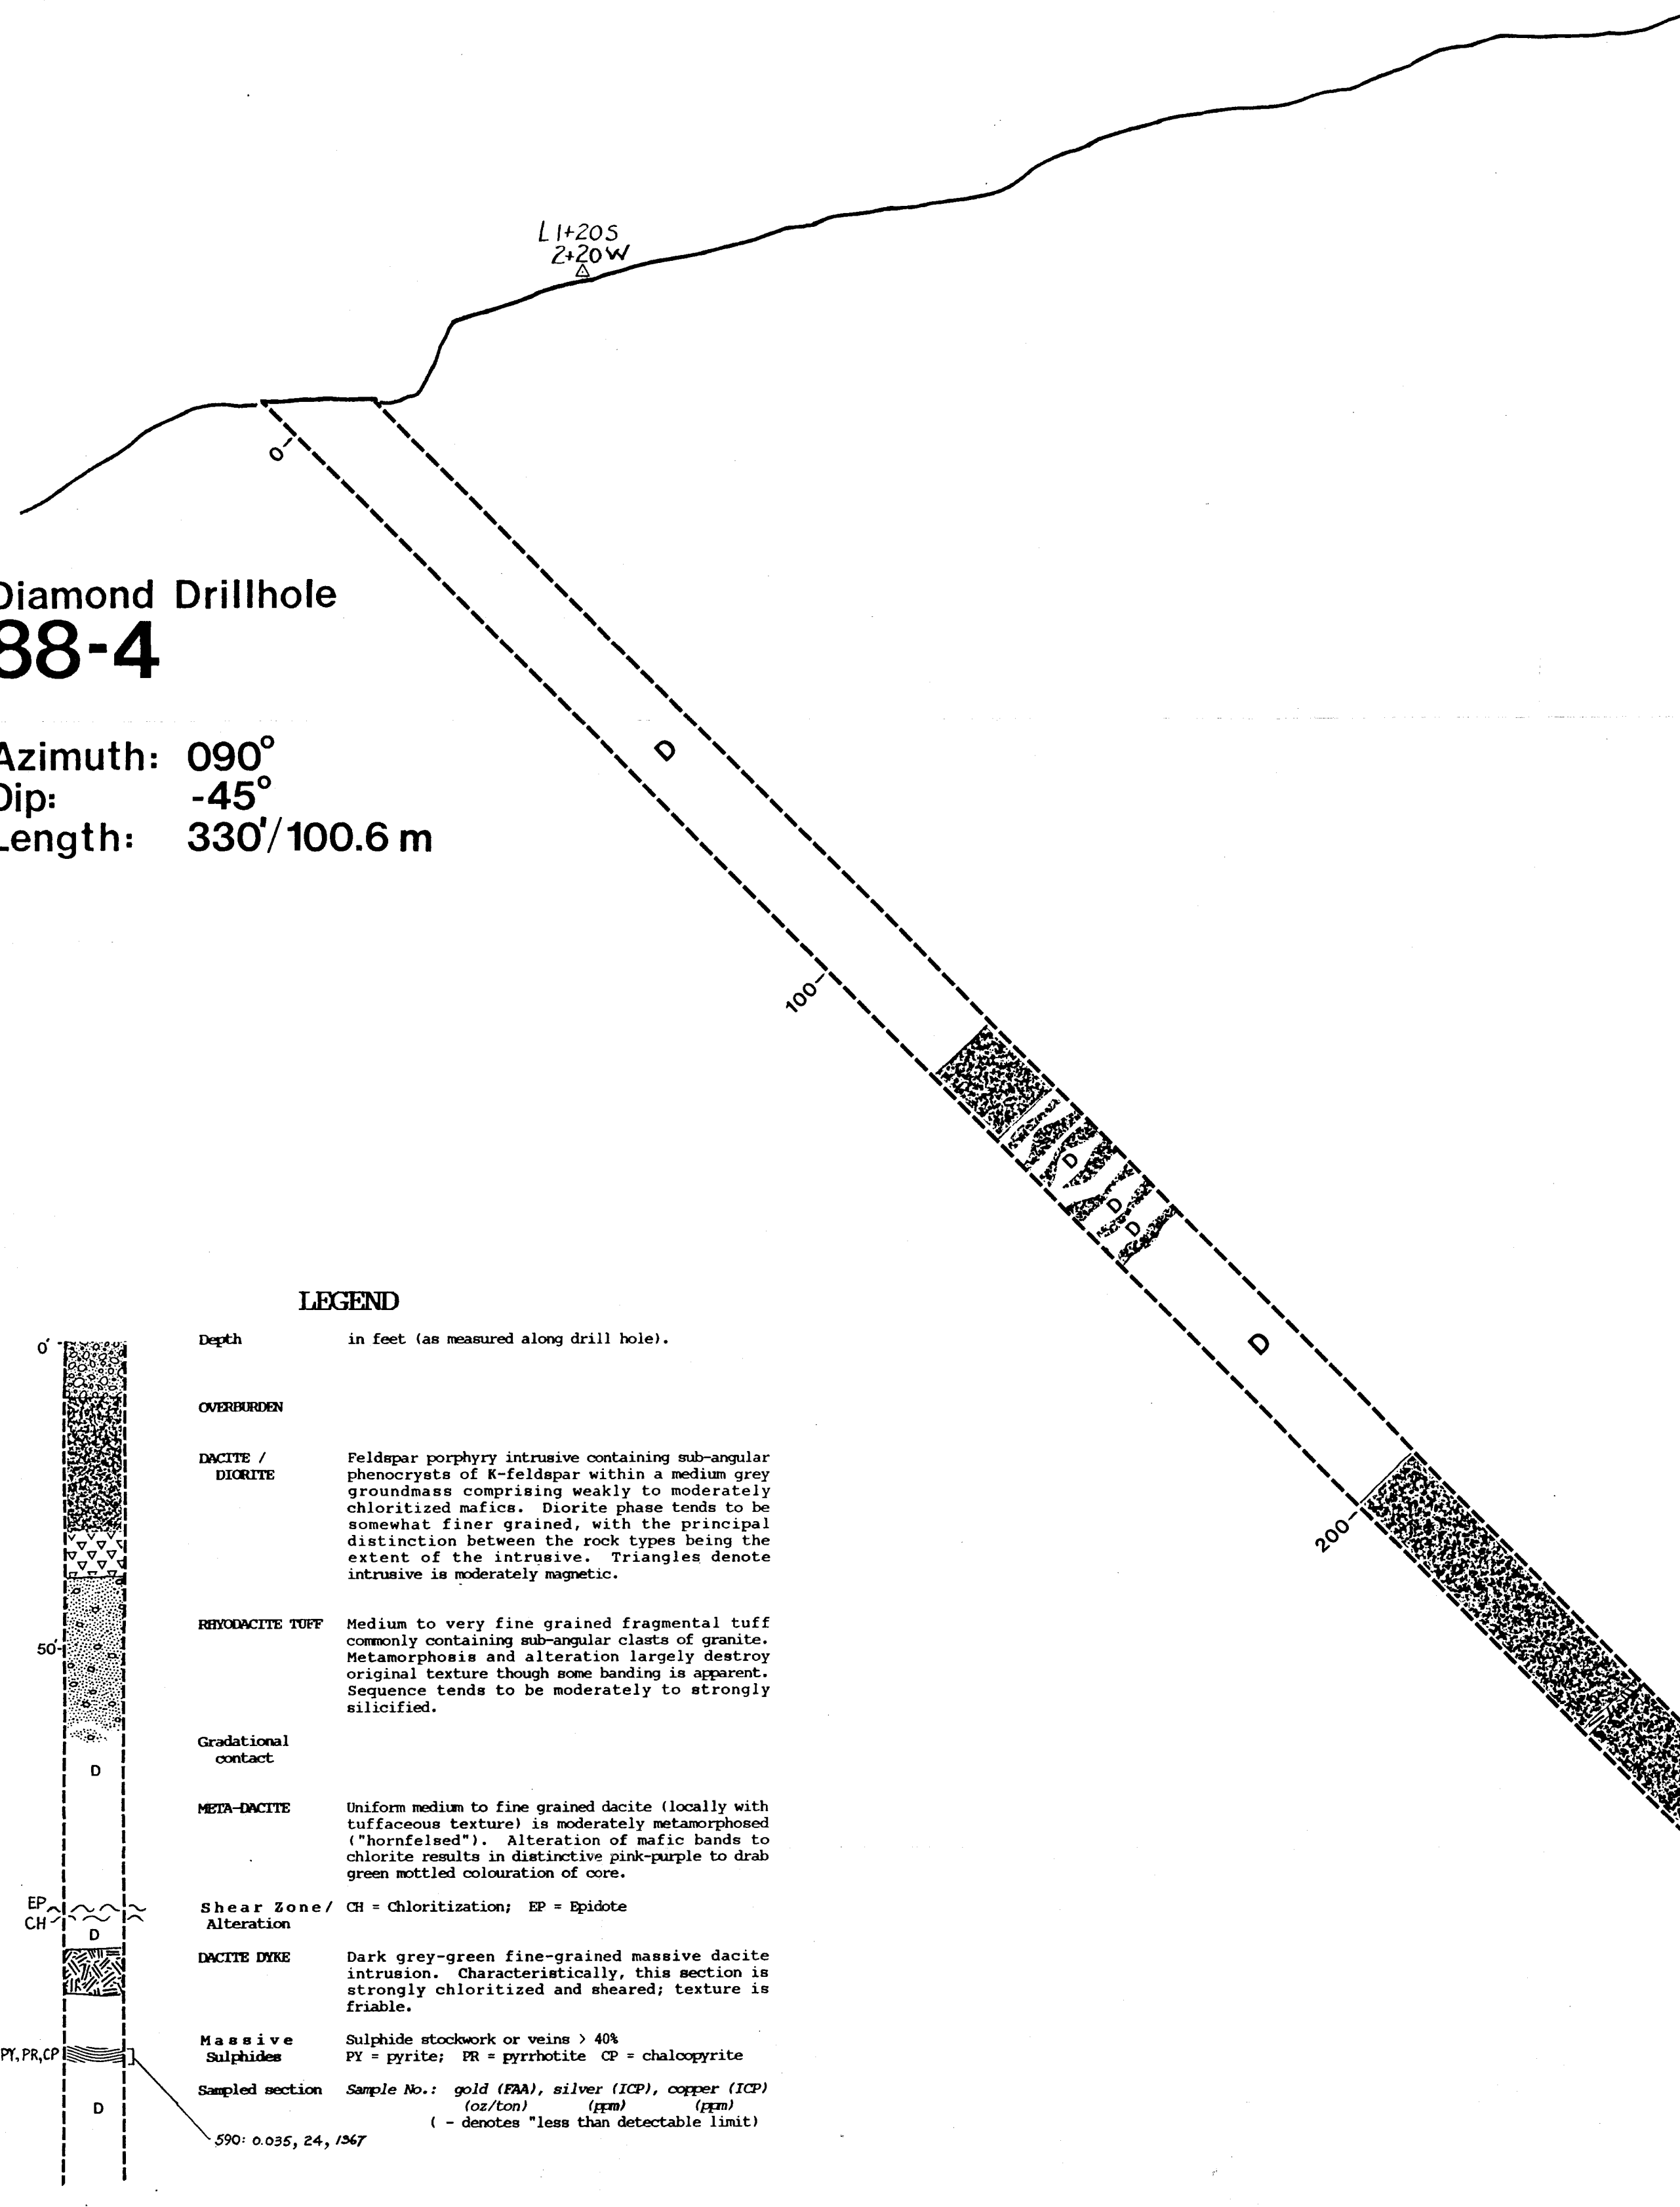 L 1+20S
2+20W
0
Diamond Drillhole
88-4
Azimuth: 090°
Dip: -45°
Length: 330'/100.6 m
D
100
D
D
D
D
200
LEGEND
0'
Depth in feet (as measured along drill hole).
OVERBURDEN
DACITE / Feldspar porphyry intrusive containing sub-angular
DIORITE phenocrysts of K-feldspar within a medium grey
groundmass comprising weakly to moderately
chloritized mafics. Diorite phase tends to be
somewhat finer grained, with the principal
distinction between the rock types being the
extent of the intrusive. Triangles denote
intrusive is moderately magnetic.
RHYODACITE TUFF Medium to very fine grained fragmental tuff
commonly containing sub-angular clasts of granite.
50' Metamorphosis and alteration largely destroy
original texture though some banding is apparent.
Sequence tends to be moderately to strongly
silicified.
Gradational
contact
D
META-DACITE Uniform medium to fine grained dacite (locally with
tuffaceous texture) is moderately metamorphosed
("hornfelsed"). Alteration of mafic bands to
chlorite results in distinctive pink-purple to drab
green mottled colouration of core.
EP Shear Zone/ CH = Chloritization; EP = Epidote
CH Alteration
D
DACITE DYKE Dark grey-green fine-grained massive dacite
intrusion. Characteristically, this section is
strongly chloritized and sheared; texture is
friable.
Massive Sulphide stockwork or veins > 40%
PY, PR, CP Sulphides PY = pyrite; PR = pyrrhotite CP = chalcopyrite
Sampled section Sample No.: gold (FAA), silver (ICP), copper (ICP)
D (oz/ton) (ppm) (ppm)
( - denotes "less than detectable limit)
590: 0.035, 24, 1367